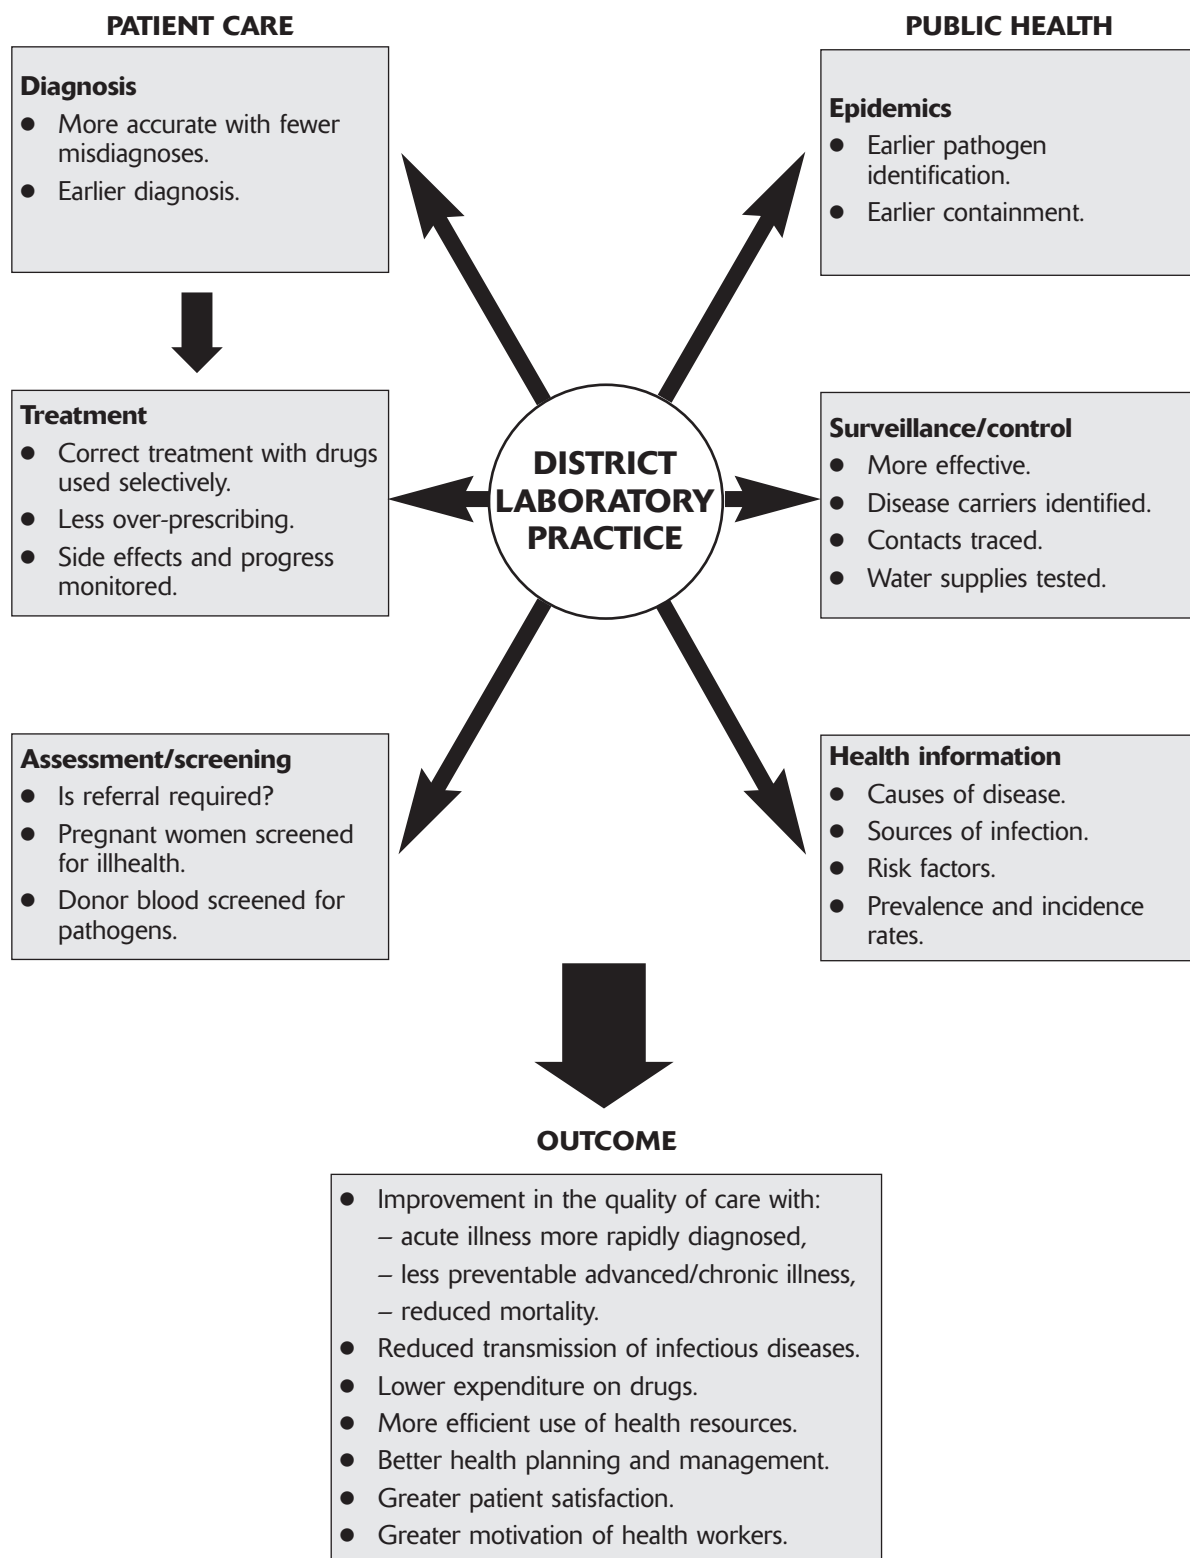 PATIENT CARE
Diagnosis
● More accurate with fewer
misdiagnoses.
● Earlier diagnosis.
Treatment
● Correct treatment with drugs
used selectively.
● Less over-prescribing.
● Side effects and progress
monitored.
Assessment/screening
● Is referral required?
● Pregnant women screened
for illhealth.
● Donor blood screened for
pathogens.
DISTRICT
LABORATORY
PRACTICE
PUBLIC HEALTH
Epidemics
● Earlier pathogen
identification.
● Earlier containment.
Surveillance/control
● More effective.
● Disease carriers identified.
● Contacts traced.
● Water supplies tested.
Health information
● Causes of disease.
● Sources of infection.
● Risk factors.
● Prevalence and incidence
rates.
OUTCOME
● Improvement in the quality of care with:
– acute illness more rapidly diagnosed,
– less preventable advanced/chronic illness,
– reduced mortality.
● Reduced transmission of infectious diseases.
● Lower expenditure on drugs.
● More efficient use of health resources.
● Better health planning and management.
● Greater patient satisfaction.
● Greater motivation of health workers.